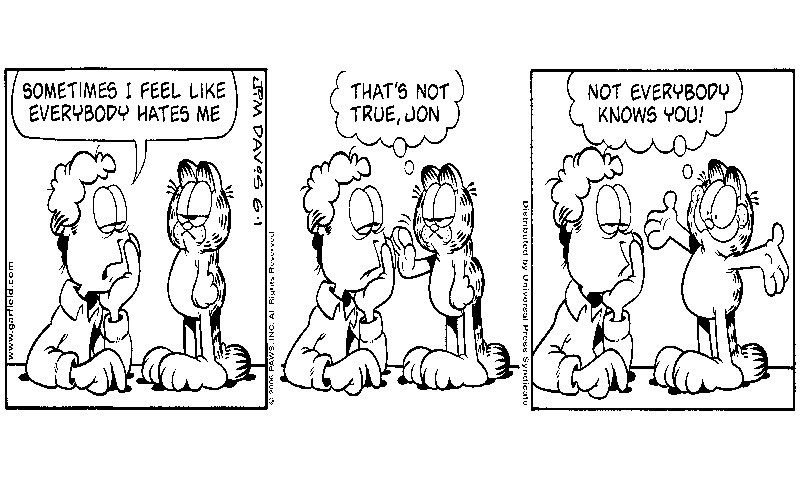 SOMETIMES I FEEL LIKE
EVERYBODY HATES ME
JIM DAVIS 6-1
www.garfield.com
THAT'S NOT
TRUE, JON
© 2006 PAWS, INC. All Rights Reserved
NOT EVERYBODY
KNOWS YOU!
Distributed by Universal Press Syndicate